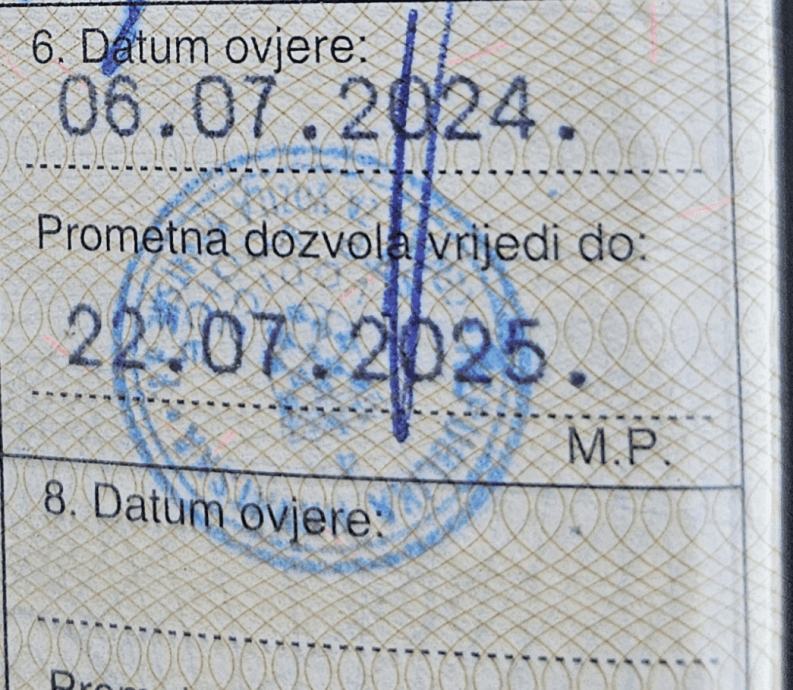 6. Datum ovjere:
06.07.2024.
Prometna dozvola vrijedi do:
22.07.2025.
M.P.
8. Datum ovjere: